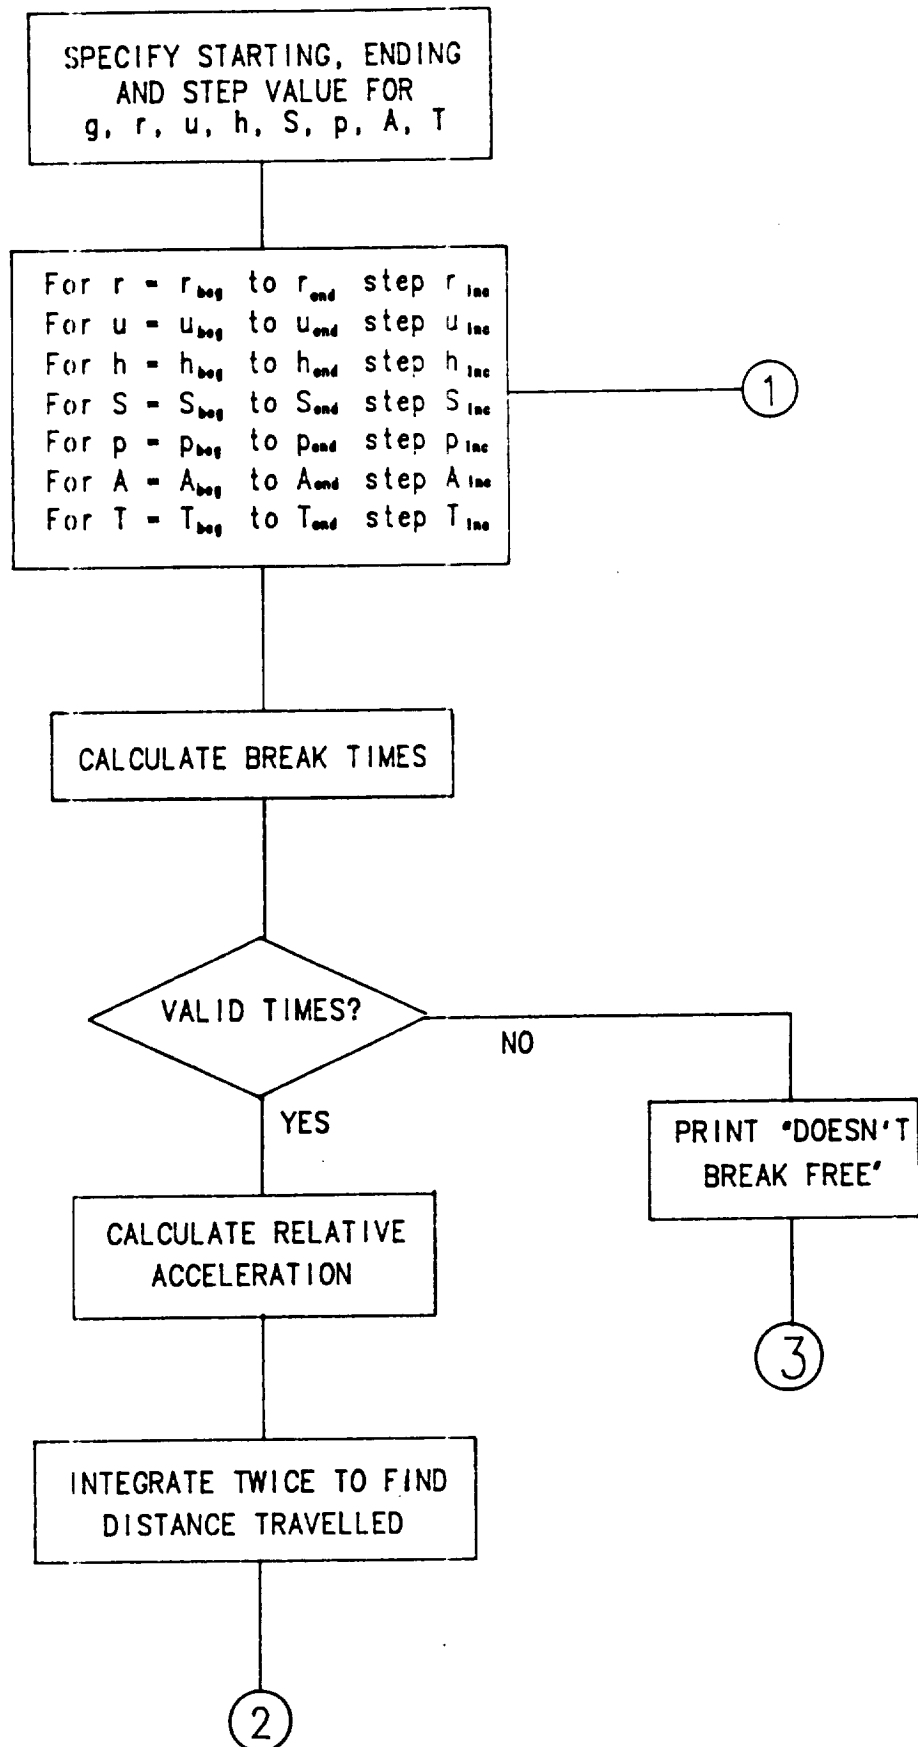 SPECIFY STARTING, ENDING
AND STEP VALUE FOR
g, r, u, h, S, p, A, T
For r = r_beg to r_end step r_inc
For u = u_beg to u_end step u_inc
For h = h_beg to h_end step h_inc
For S = S_beg to S_end step S_inc
For p = p_beg to p_end step p_inc
For A = A_beg to A_end step A_inc
For T = T_beg to T_end step T_inc
1
CALCULATE BREAK TIMES
VALID TIMES?
NO
YES
PRINT "DOESN'T
BREAK FREE"
CALCULATE RELATIVE
ACCELERATION
3
INTEGRATE TWICE TO FIND
DISTANCE TRAVELLED
2